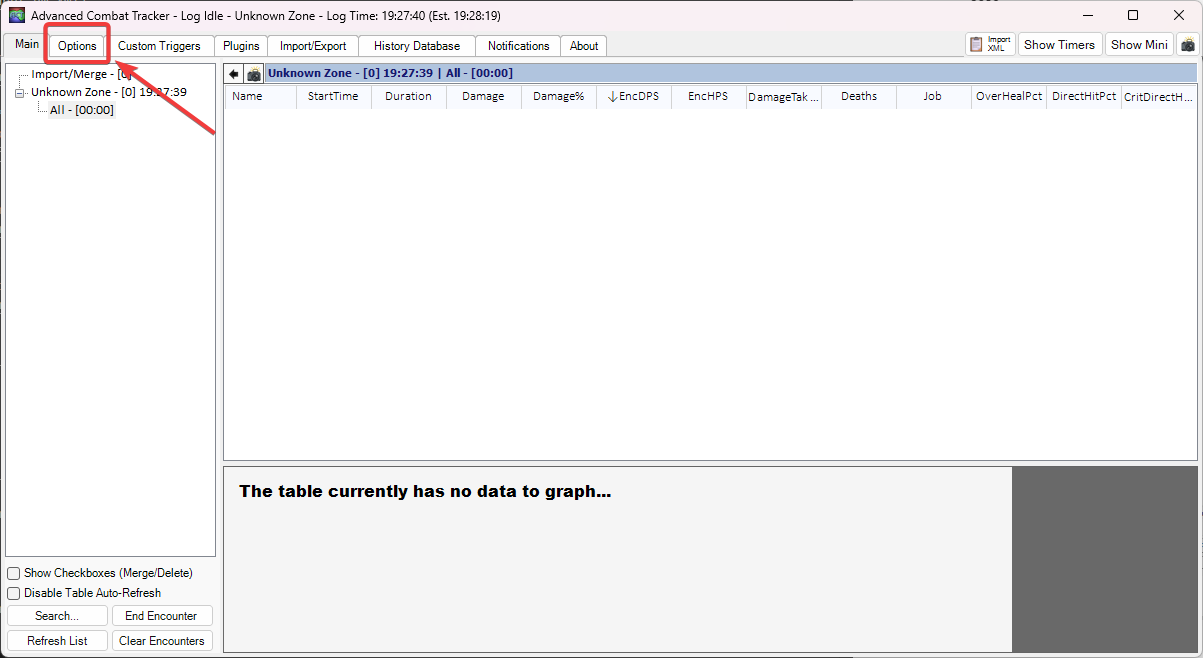 Advanced Combat Tracker - Log Idle - Unknown Zone - Log Time: 19:27:40 (Est. 19:28:19)
Main Options Custom Triggers Plugins Import/Export History Database Notifications About Import XML Show Timers Show Mini
Import/Merge - [0]
Unknown Zone - [0] 19:27:39
All - [00:00]
Unknown Zone - [0] 19:27:39 | All - [00:00]
Name StartTime Duration Damage Damage% EncDPS EncHPS DamageTak... Deaths Job OverHealPct DirectHitPct CritDirectH...
The table currently has no data to graph...
Show Checkboxes (Merge/Delete)
Disable Table Auto-Refresh
Search... End Encounter
Refresh List Clear Encounters